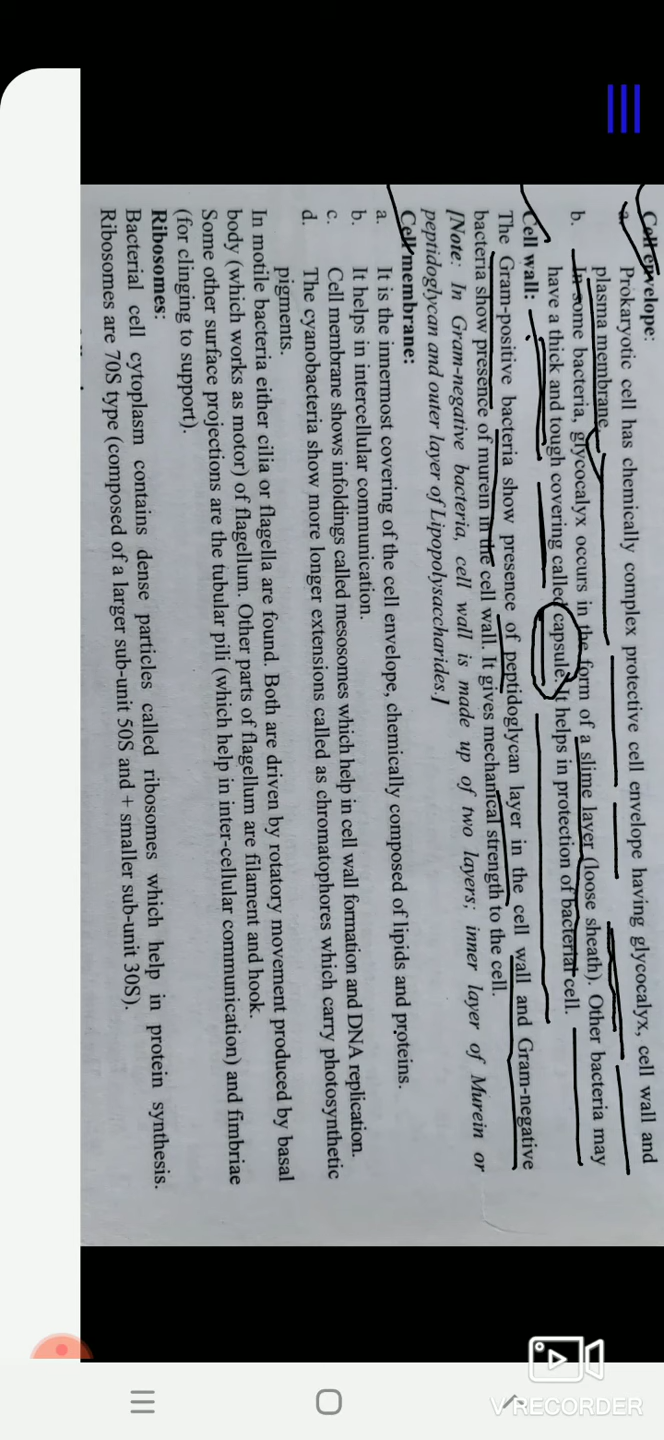 Cell envelope:
a. Prokaryotic cell has chemically complex protective cell envelope having glycocalyx, cell wall and
plasma membrane.
b. In some bacteria, glycocalyx occurs in the form of a slime layer (loose sheath). Other bacteria may
have a thick and tough covering called capsule. It helps in protection of bacterial cell.
Cell wall:
The Gram-positive bacteria show presence of peptidoglycan layer in the cell wall and Gram-negative
bacteria show presence of murein in the cell wall. It gives mechanical strength to the cell.
[Note: In Gram-negative bacteria, cell wall is made up of two layers; inner layer of Murein or
peptidoglycan and outer layer of Lipopolysaccharides.]
Cell membrane:
a. It is the innermost covering of the cell envelope, chemically composed of lipids and proteins.
b. It helps in intercellular communication.
c. Cell membrane shows infoldings called mesosomes which help in cell wall formation and DNA replication.
d. The cyanobacteria show more longer extensions called as chromatophores which carry photosynthetic
pigments.
In motile bacteria either cilia or flagella are found. Both are driven by rotatory movement produced by basal
body (which works as motor) of flagellum. Other parts of flagellum are filament and hook.
Some other surface projections are the tubular pili (which help in inter-cellular communication) and fimbriae
(for clinging to support).
Ribosomes:
Bacterial cell cytoplasm contains dense particles called ribosomes which help in protein synthesis.
Ribosomes are 70S type (composed of a larger sub-unit 50S and + smaller sub-unit 30S).
V RECORDER